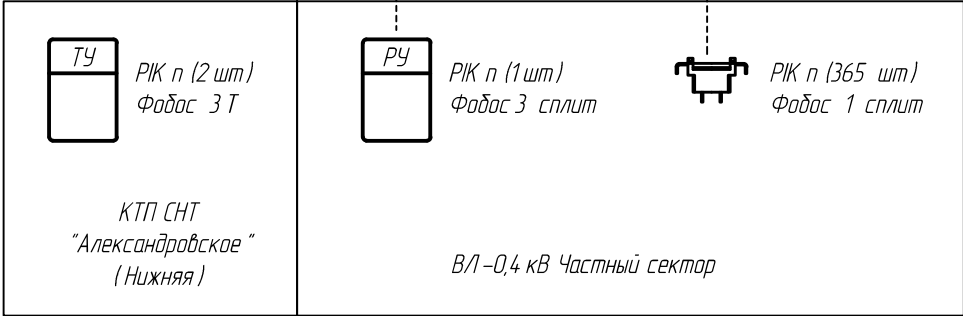 ТУ
PIK n (2 шт)
Фобос 3 Т
РУ
PIK n (1 шт)
Фобос 3 сплит
PIK n (365 шт)
Фобос 1 сплит
КТП СНТ
"Александровское "
(Нижняя)
ВЛ-0,4 кВ Частный сектор